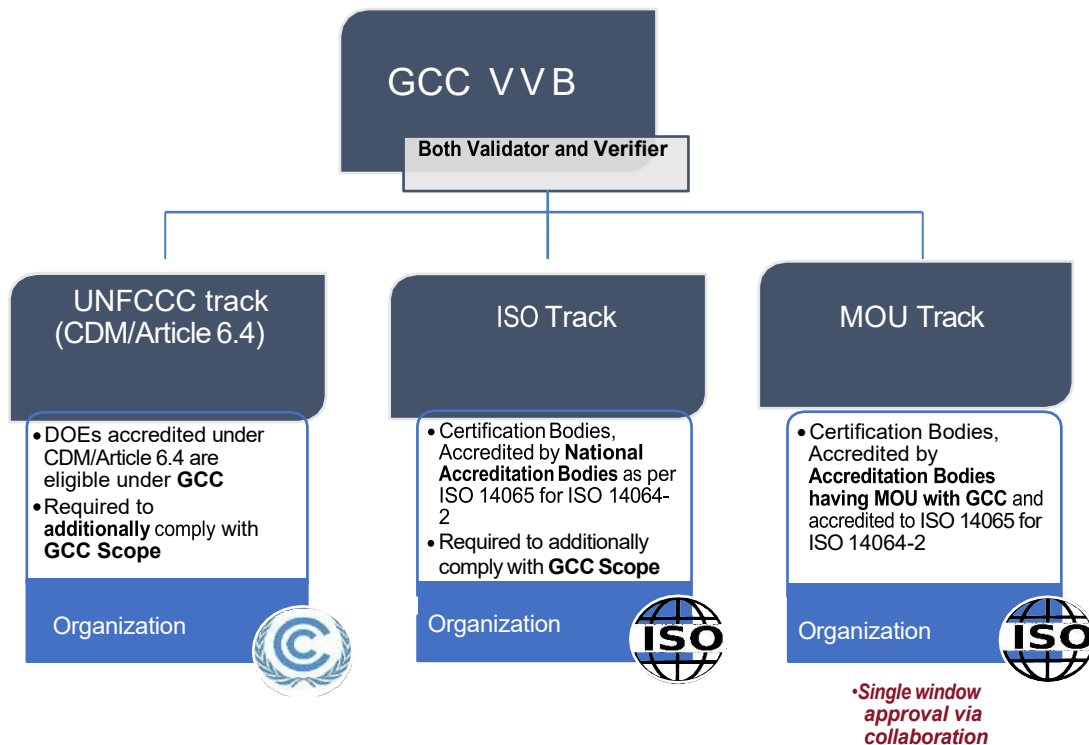 GCC VVB
Both Validator and Verifier
UNFCCC track
(CDM/Article 6.4)
•DOEs accredited under
CDM/Article 6.4 are
eligible under GCC
•Required to
additionally comply with
GCC Scope
Organization
ISO Track
•Certification Bodies,
Accredited by National
Accreditation Bodies as per
ISO 14065 for ISO 14064-
2
•Required to additionally
comply with GCC Scope
Organization
ISO
MOU Track
•Certification Bodies,
Accredited by
Accreditation Bodies
having MOU with GCC and
accredited to ISO 14065 for
ISO 14064-2
Organization
ISO
•Single window
approval via
collaboration